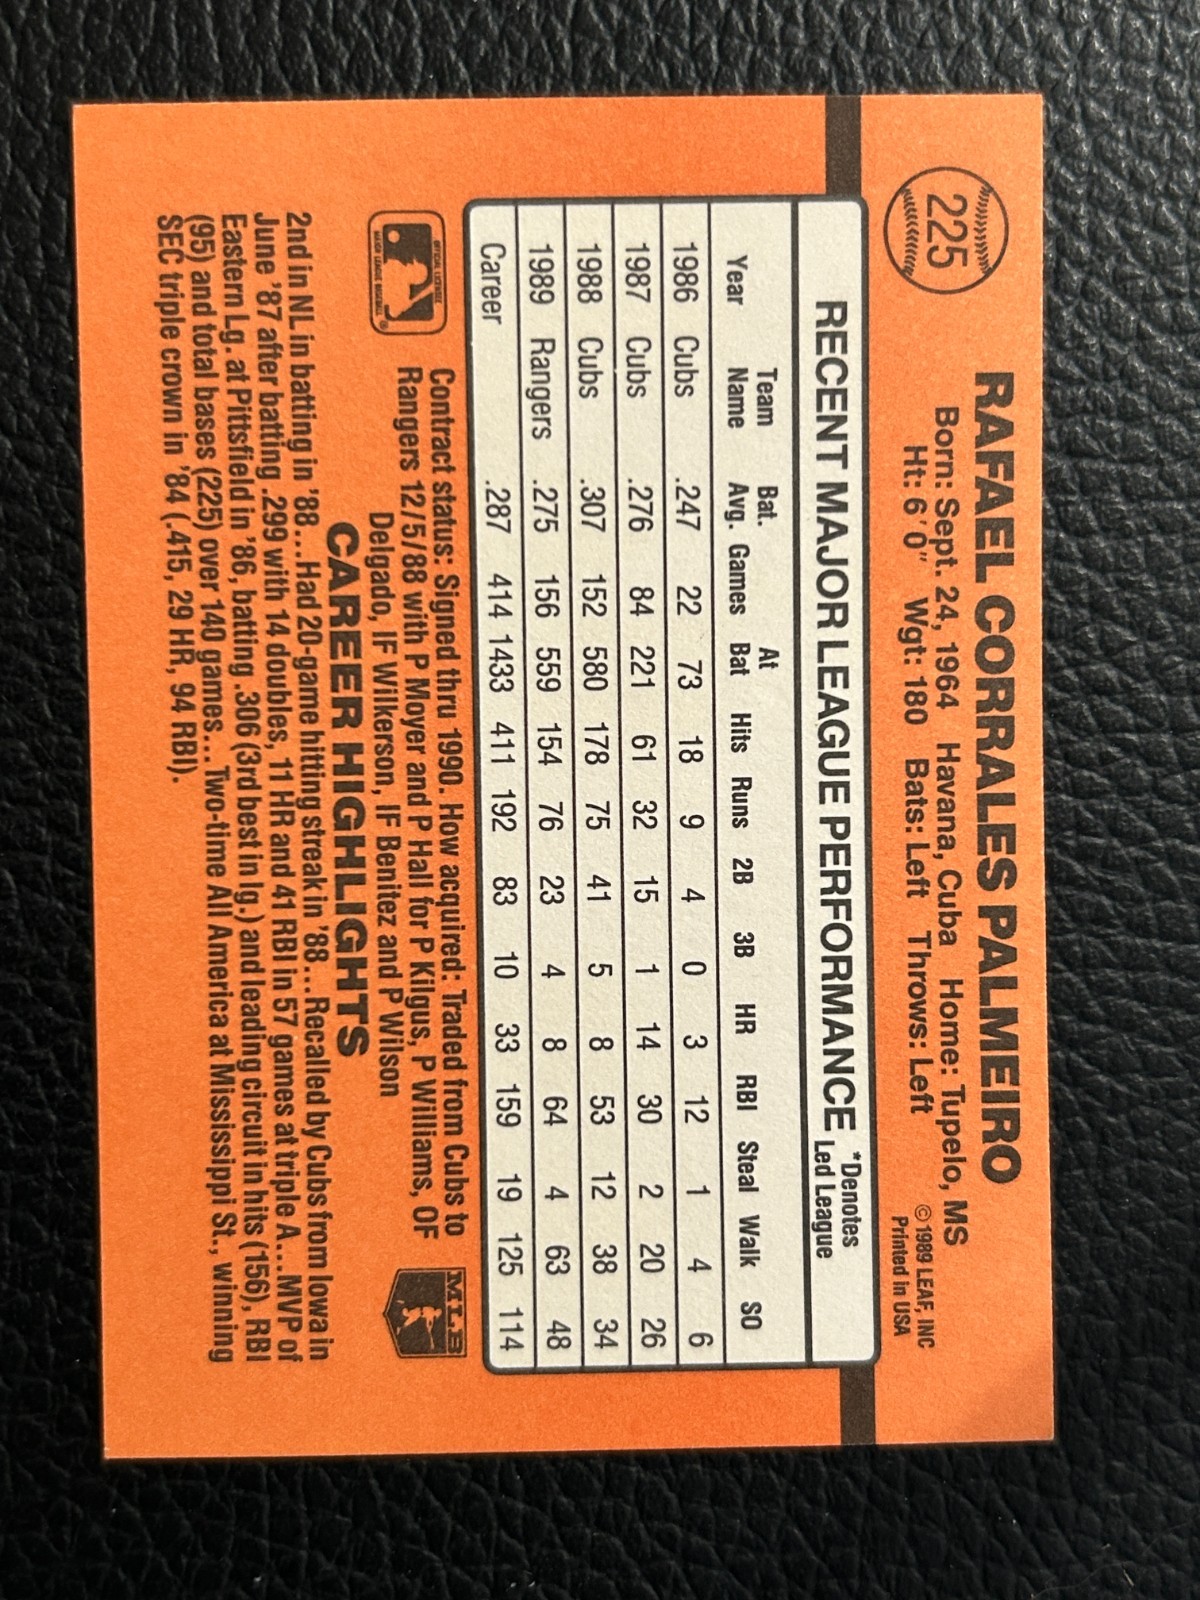 225
RAFAEL CORRALES PALMEIRO
Born: Sept. 24, 1964 Havana, Cuba Home: Tupelo, MS
Ht: 6'0" Wgt: 180 Bats: Left Throws: Left
© 1989 LEAF, INC
Printed in USA
RECENT MAJOR LEAGUE PERFORMANCE *Denotes Led League
Year Team Name Bat. Avg. Games At Bat Hits Runs 2B 3B HR RBI Steal Walk SO
1986 Cubs .247 22 73 18 9 4 0 3 12 1 4 6
1987 Cubs .276 84 221 61 32 15 1 14 30 2 20 26
1988 Cubs .307 152 580 178 75 41 5 8 53 12 38 34
1989 Rangers .275 156 559 154 76 23 4 8 64 4 63 48
Career .287 414 1433 411 192 83 10 33 159 19 125 114
OFFICIAL LICENSEE
MAJOR LEAGUE BASEBALL
®
Contract status: Signed thru 1990. How acquired: Traded from Cubs to
Rangers 12/5/88 with P Moyer and P Hall for P Kilgus, P Williams, OF
Delgado, IF Wilkerson, IF Benitez and P Wilson
MLB
CAREER HIGHLIGHTS
2nd in NL in batting in '88...Had 20-game hitting streak in '88...Recalled by Cubs from Iowa in
June '87 after batting .299 with 14 doubles, 11 HR and 41 RBI in 57 games at triple A...MVP of
Eastern Lg. at Pittsfield in '86, batting .306 (3rd best in lg.) and leading circuit in hits (156), RBI
(95) and total bases (225) over 140 games...Two-time All America at Mississippi St., winning
SEC triple crown in '84 (.415, 29 HR, 94 RBI).